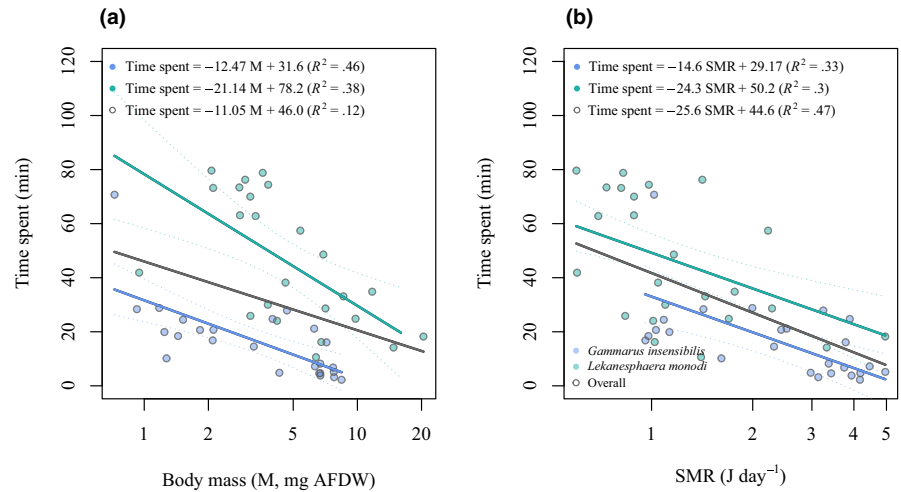 (a)
Time spent = −12.47 M + 31.6 (R² = .46)
Time spent = −21.14 M + 78.2 (R² = .38)
Time spent = −11.05 M + 46.0 (R² = .12)
120
100
80
60
40
20
0
Time spent (min)
1 2 5 10 20
Body mass (M, mg AFDW)
(b)
Time spent = −14.6 SMR + 29.17 (R² = .33)
Time spent = −24.3 SMR + 50.2 (R² = .3)
Time spent = −25.6 SMR + 44.6 (R² = .47)
120
100
80
60
40
20
0
Time spent (min)
Gammarus insensibilis
Lekanesphaera monodi
Overall
1 2 3 4 5
SMR (J day⁻¹)